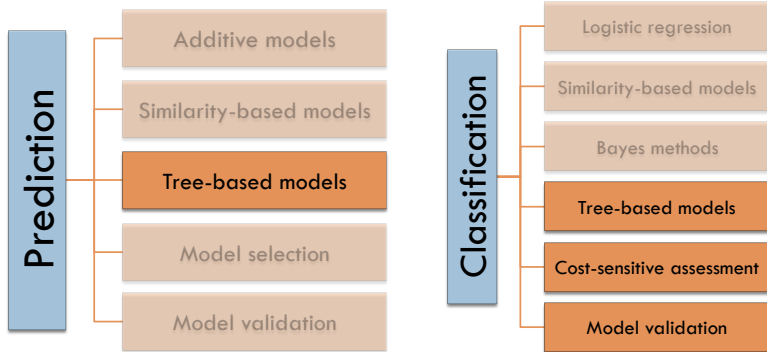 Prediction
Additive models
Similarity-based models
Tree-based models
Model selection
Model validation
Classification
Logistic regression
Similarity-based models
Bayes methods
Tree-based models
Cost-sensitive assessment
Model validation